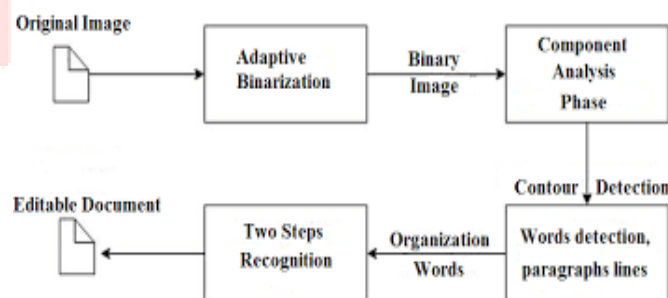 Original Image
Adaptive
Binarization
Binary
Image
Component
Analysis
Phase
Contour Detection
Words detection,
paragraphs lines
Organization
Words
Two Steps
Recognition
Editable Document